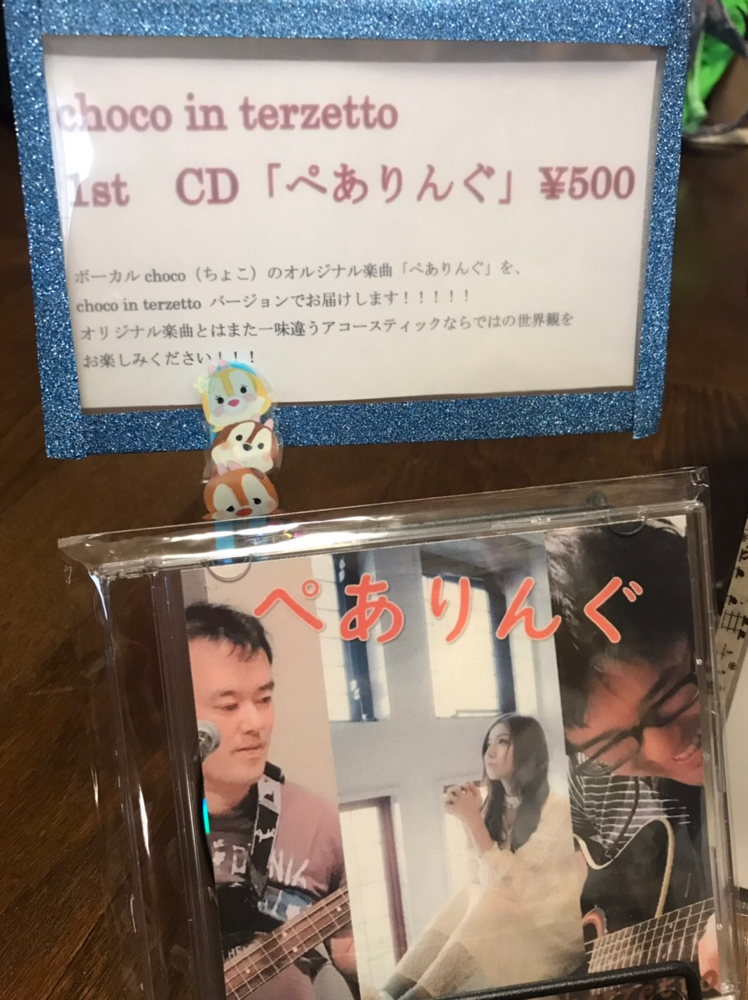 choco in terzetto
1st CD「ぺありんぐ」¥500
ボーカル choco（ちょこ）のオルジナル楽曲「ぺありんぐ」を、
choco in terzetto バージョンでお届けします！！！！！
オリジナル楽曲とはまた一味違うアコースティックならではの世界観を
お楽しみください！！！
ぺありんぐ